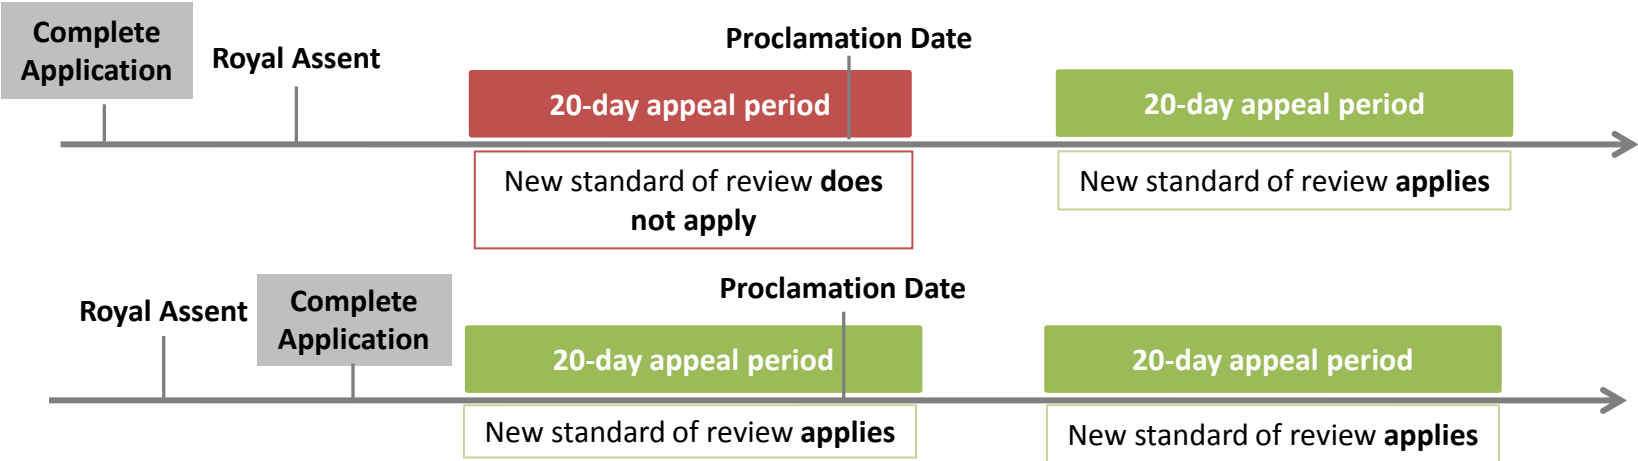 Complete
Application
Royal Assent
Proclamation Date
20-day appeal period
20-day appeal period
New standard of review does
not apply
New standard of review applies
Royal Assent
Complete
Application
Proclamation Date
20-day appeal period
20-day appeal period
New standard of review applies
New standard of review applies